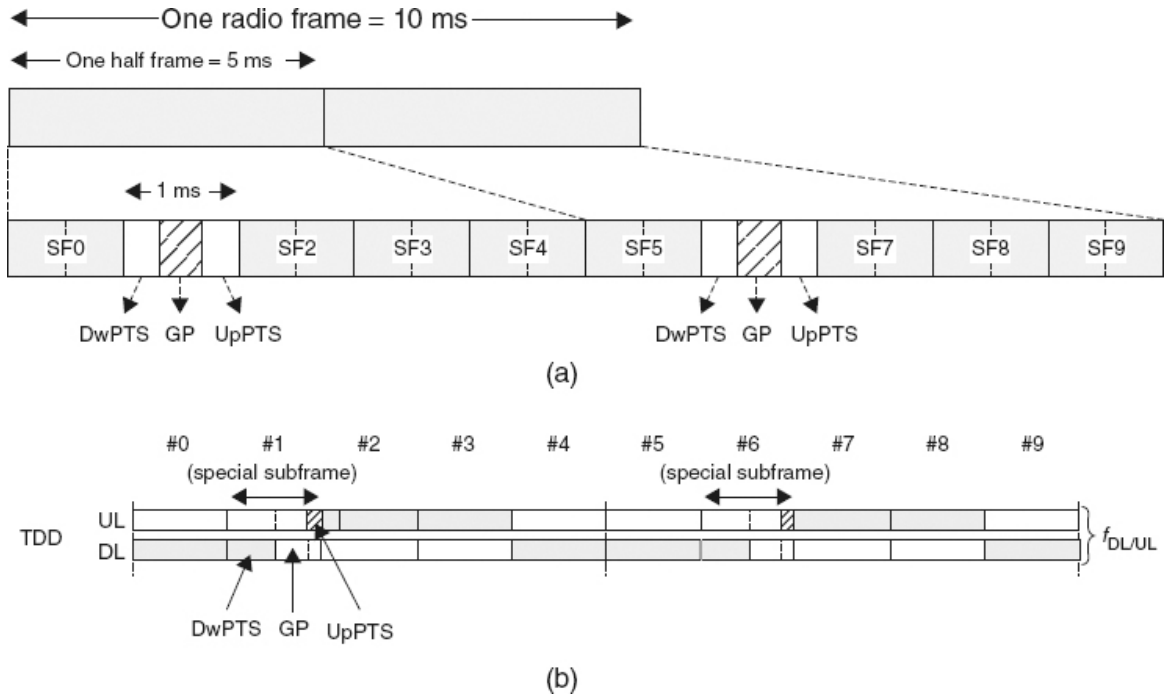 One radio frame = 10 ms
One half frame = 5 ms
1 ms
SF0 SF2 SF3 SF4 SF5 SF7 SF8 SF9
DwPTS GP UpPTS DwPTS GP UpPTS
(a)
#0 #1 #2 #3 #4 #5 #6 #7 #8 #9
(special subframe) (special subframe)
UL
TDD f DL/UL
DL
DwPTS GP UpPTS
(b)